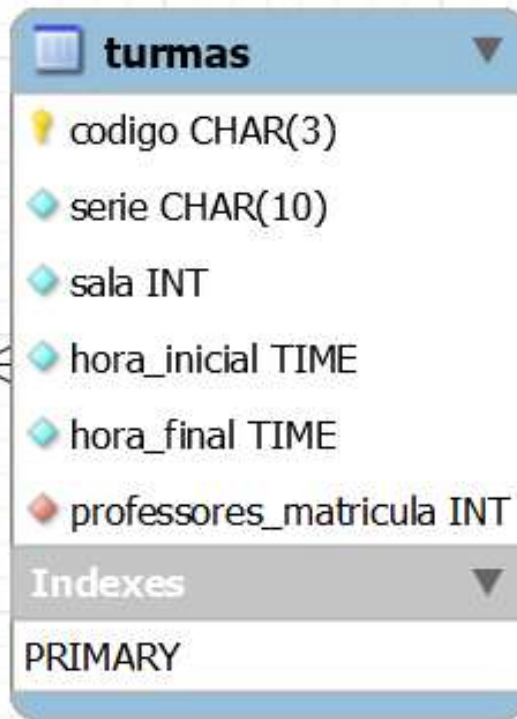 turmas
codigo CHAR(3)
serie CHAR(10)
sala INT
hora_inicial TIME
hora_final TIME
professores_matricula INT
Indexes
PRIMARY